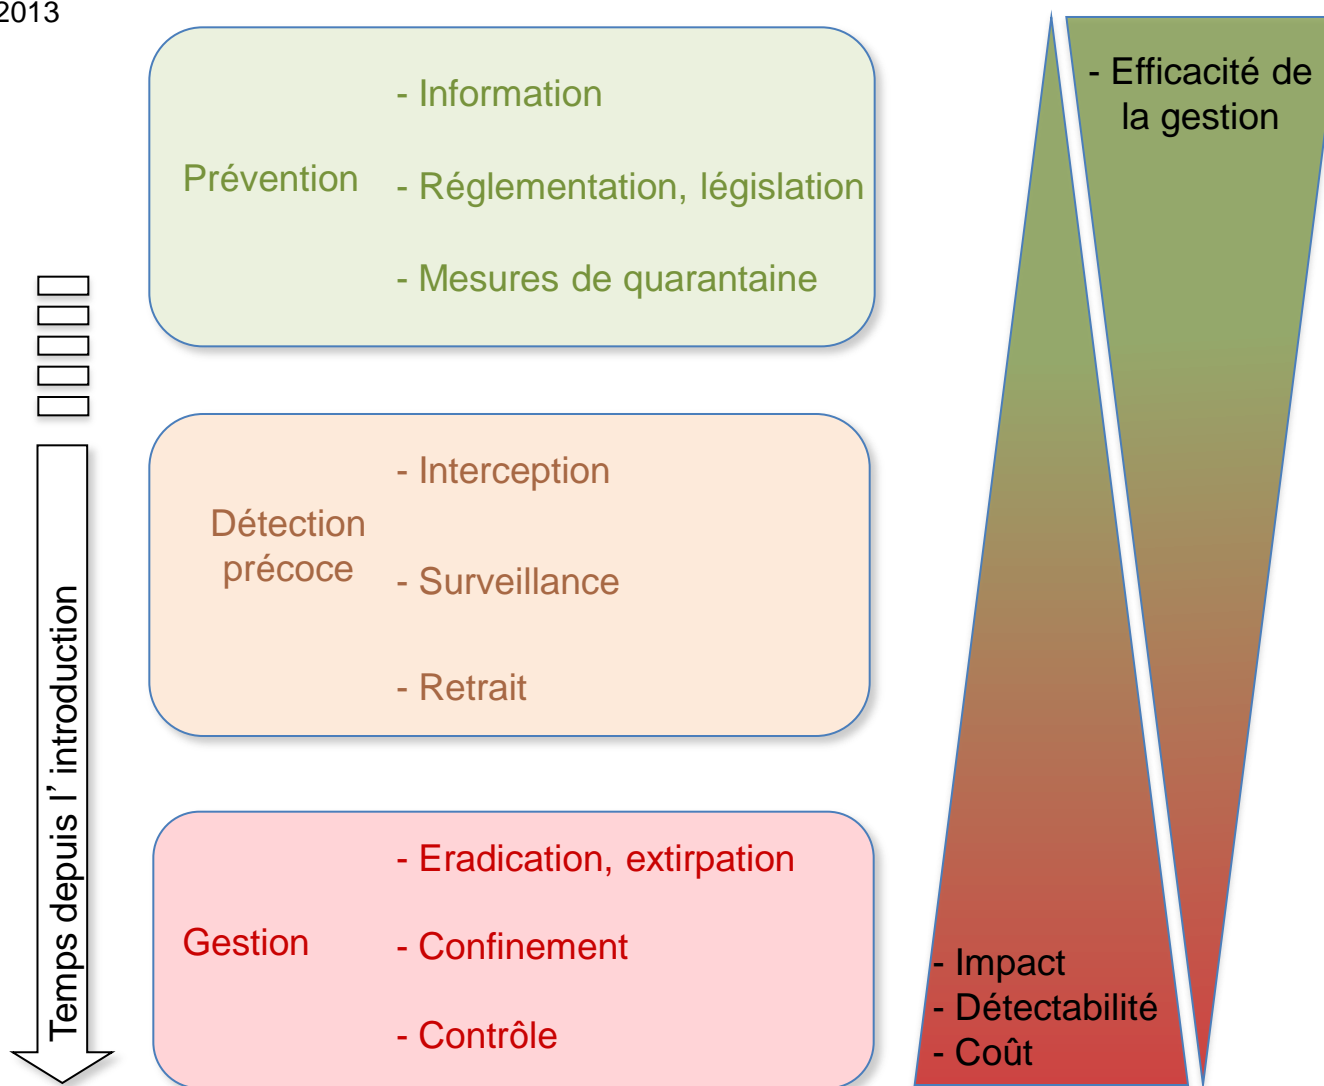 2013
- Information
Prévention
- Réglementation, législation
- Mesures de quarantaine
- Interception
Détection
précoce
- Surveillance
- Retrait
- Eradication, extirpation
Gestion
- Confinement
- Contrôle
Temps depuis l’ introduction
- Efficacité de
la gestion
- Impact
- Détectabilité
- Coût